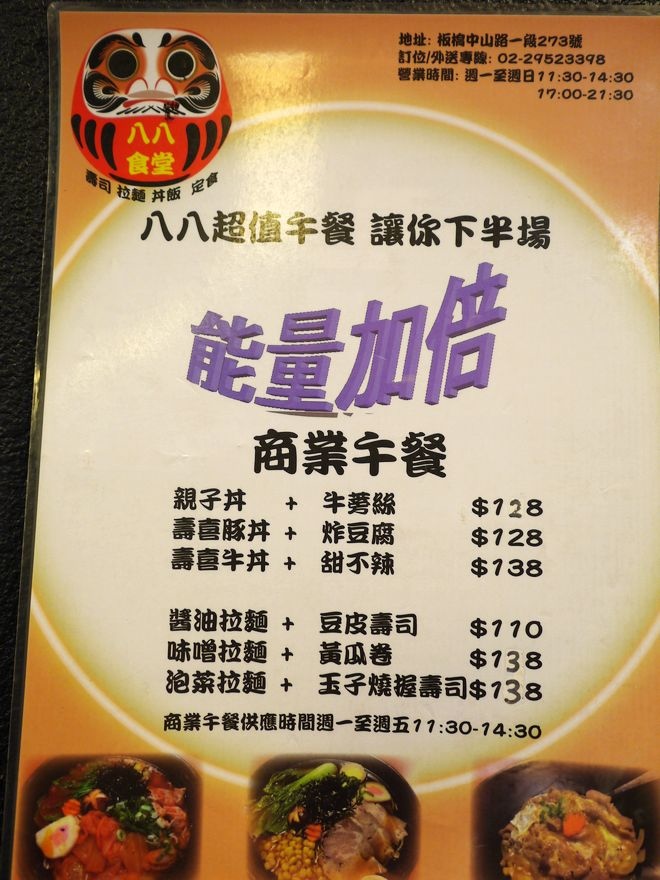 地址: 板橋中山路一段273號
訂位/外送專線: 02-29523398
營業時間: 週一至週日11:30-14:30
17:00-21:30
八八
食堂
壽司 拉麵 丼飯 定食
八八超值午餐 讓你下半場
能量加倍
商業午餐
親子丼 + 牛蒡絲 $128
壽喜豚丼 + 炸豆腐 $128
壽喜牛丼 + 甜不辣 $138
醬油拉麵 + 豆皮壽司 $110
味噌拉麵 + 黃瓜卷 $138
泡菜拉麵 + 玉子燒握壽司$138
商業午餐供應時間週一至週五11:30-14:30